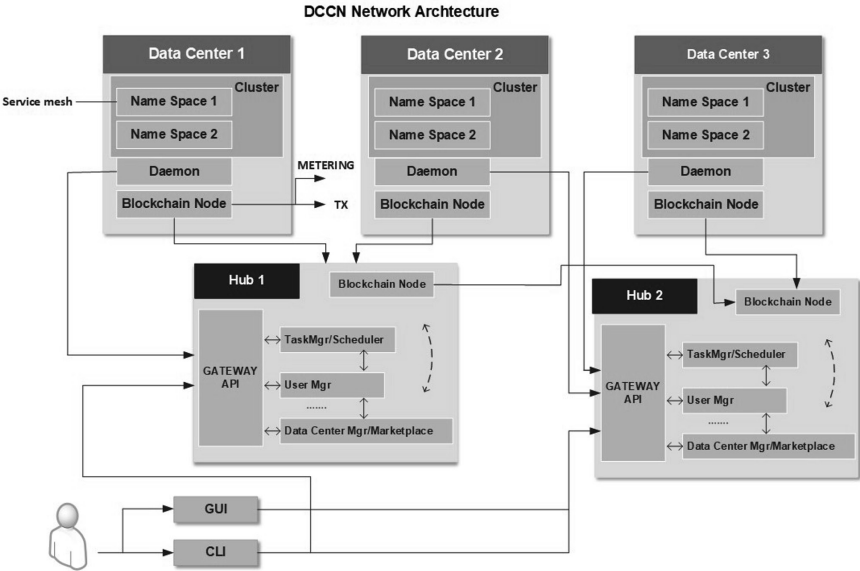 DCCN Network Archtecture
Data Center 1
Data Center 2
Data Center 3
Cluster
Cluster
Cluster
Service mesh
Name Space 1
Name Space 1
Name Space 1
Name Space 2
Name Space 2
Name Space 2
Daemon
METERING
Daemon
Daemon
Blockchain Node
TX
Blockchain Node
Blockchain Node
Hub 1
Blockchain Node
Hub 2
Blockchain Node
GATEWAY
API
TaskMgr/Scheduler
User Mgr
.......
Data Center Mgr/Marketplace
GATEWAY
API
TaskMgr/Scheduler
User Mgr
.......
Data Center Mgr/Marketplace
GUI
CLI